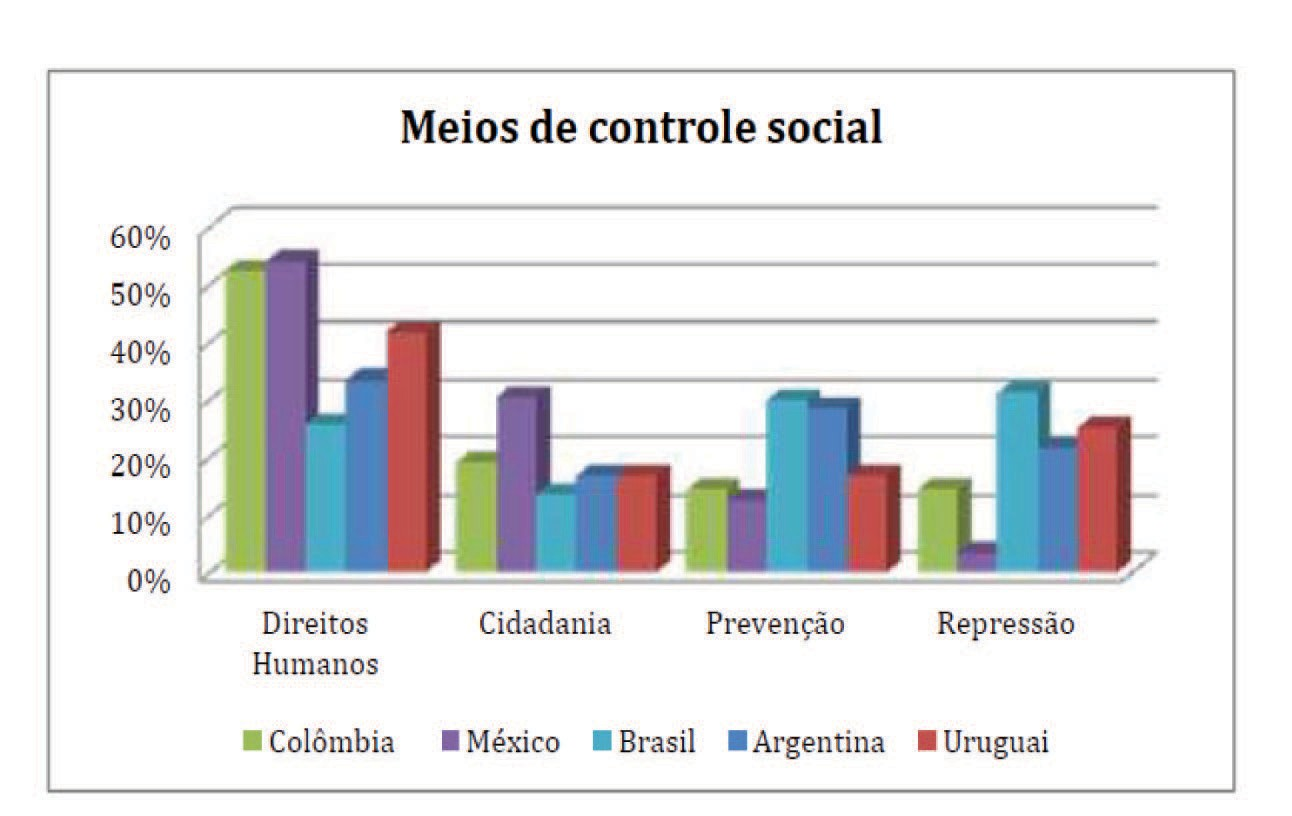 Meios de controle social
60%
50%
40%
30%
20%
10%
0%
Direitos Humanos
Cidadania
Prevenção
Repressão
Colômbia México Brasil Argentina Uruguai